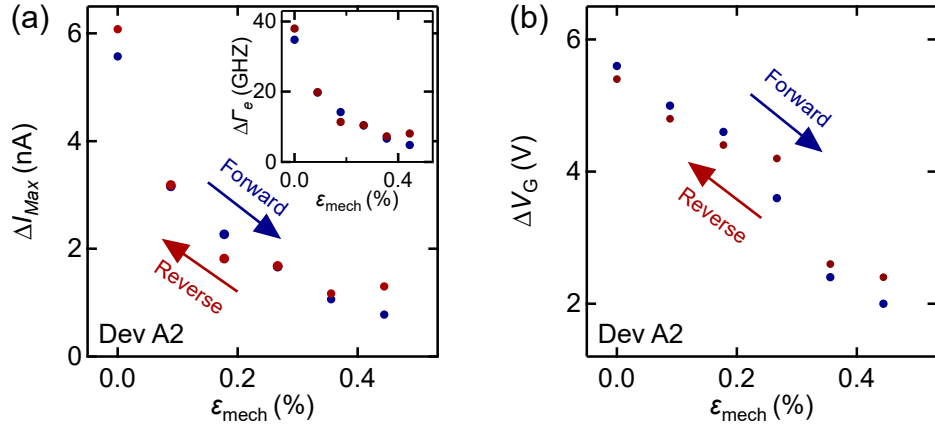 (a)
ΔI_Max (nA)
6
4
2
0
0.0
0.2
0.4
ε_mech (%)
Forward
Reverse
Dev A2
ΔΓ_e (GHZ)
40
20
0
0.0
0.4
ε_mech (%)
(b)
ΔV_G (V)
6
4
2
0.0
0.2
0.4
ε_mech (%)
Forward
Reverse
Dev A2